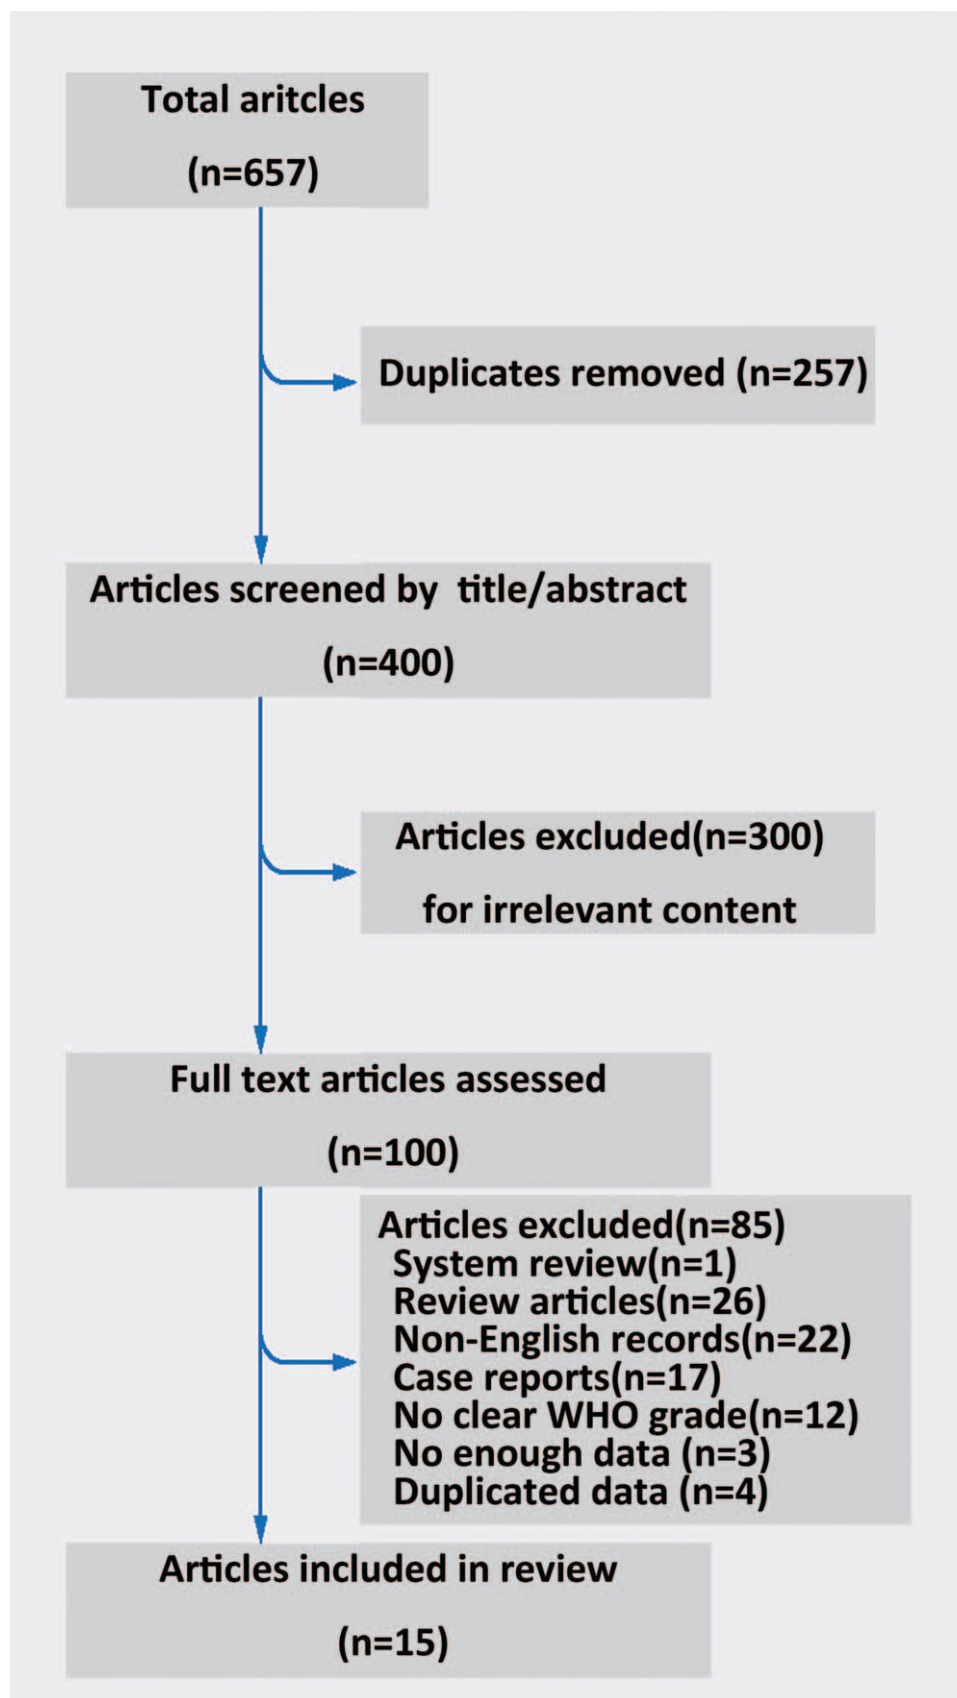 Total aritcles
(n=657)
Duplicates removed (n=257)
Articles screened by title/abstract
(n=400)
Articles excluded(n=300)
for irrelevant content
Full text articles assessed
(n=100)
Articles excluded(n=85)
System review(n=1)
Review articles(n=26)
Non-English records(n=22)
Case reports(n=17)
No clear WHO grade(n=12)
No enough data (n=3)
Duplicated data (n=4)
Articles included in review
(n=15)